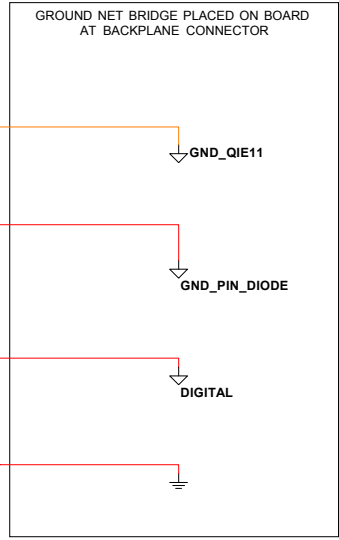 GROUND NET BRIDGE PLACED ON BOARD
AT BACKPLANE CONNECTOR
GND_QIE11
GND_PIN_DIODE
DIGITAL